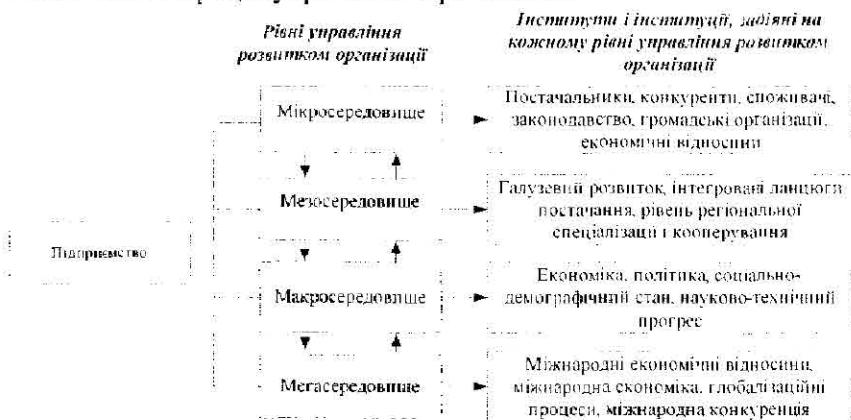 Рівні управління
розвитком організації
Інститути і інституції, задіяні на
кожному рівні управління розвитком
організації
Підприємство
Мікросередовище
Постачальники, конкуренти, споживачі,
законодавство, громадські організації,
економічні відносини
Мезосередовище
Галузевий розвиток, інтегровані ланцюги
постачання, рівень регіональної
спеціалізації і кооперування
Макросередовище
Економіка, політика, соціально-
демографічний стан, науково-технічний
прогрес
Мегасередовище
Міжнародні економічні відносини,
міжнародна економіка, глобалізаційні
процеси, міжнародна конкуренція